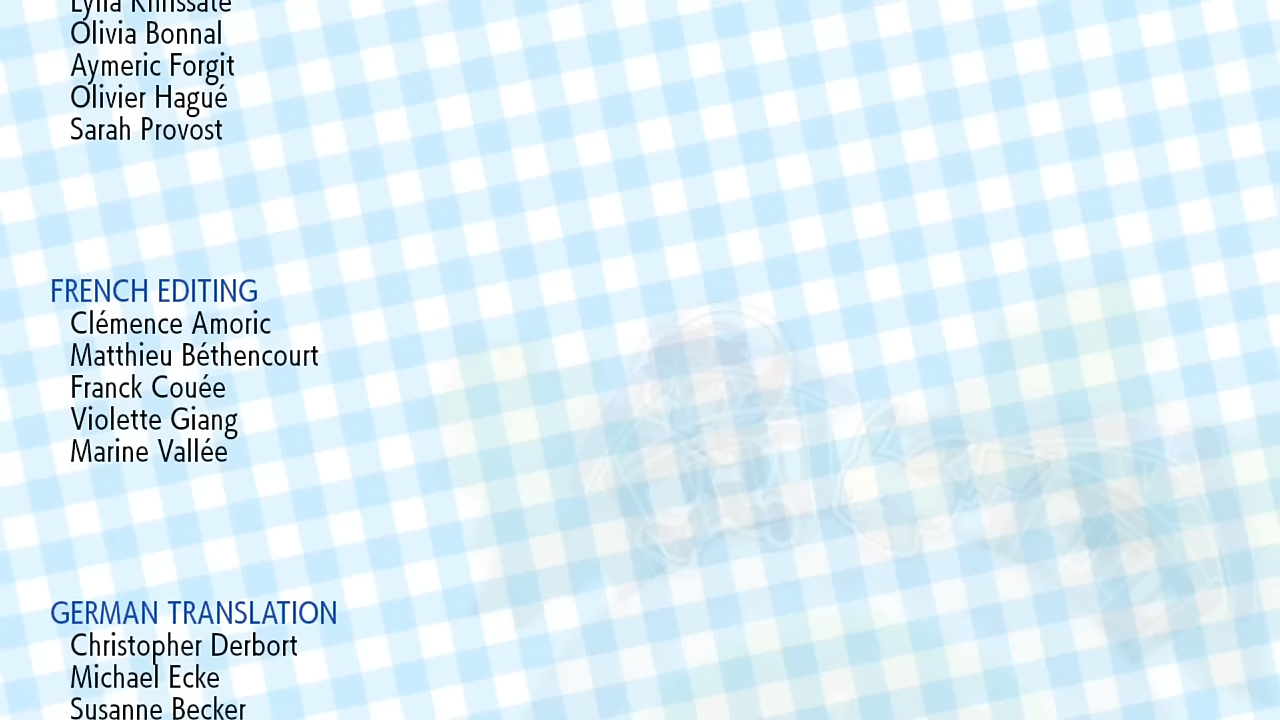 Olivia Bonnal
Aymeric Forgit
Olivier Hagué
Sarah Provost
FRENCH EDITING
Clémence Amoric
Matthieu Béthencourt
Franck Couée
Violette Giang
Marine Vallée
GERMAN TRANSLATION
Christopher Derbort
Michael Ecke
Susanne Becker